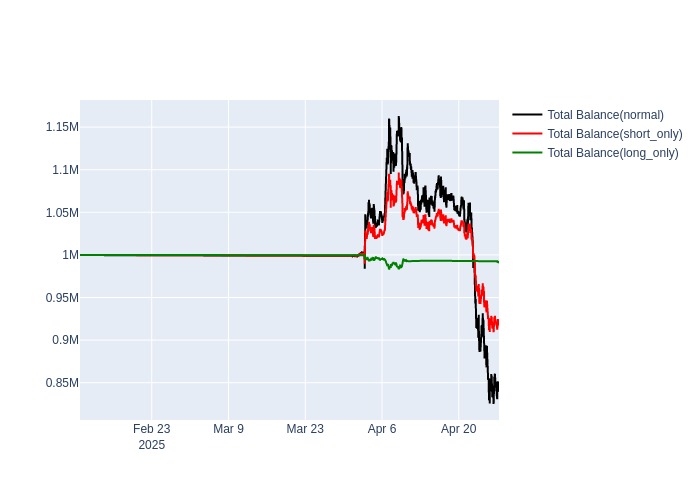 1.15M
1.1M
1.05M
1M
0.95M
0.9M
0.85M
Feb 23
2025
Mar 9
Mar 23
Apr 6
Apr 20
Total Balance(normal)
Total Balance(short_only)
Total Balance(long_only)